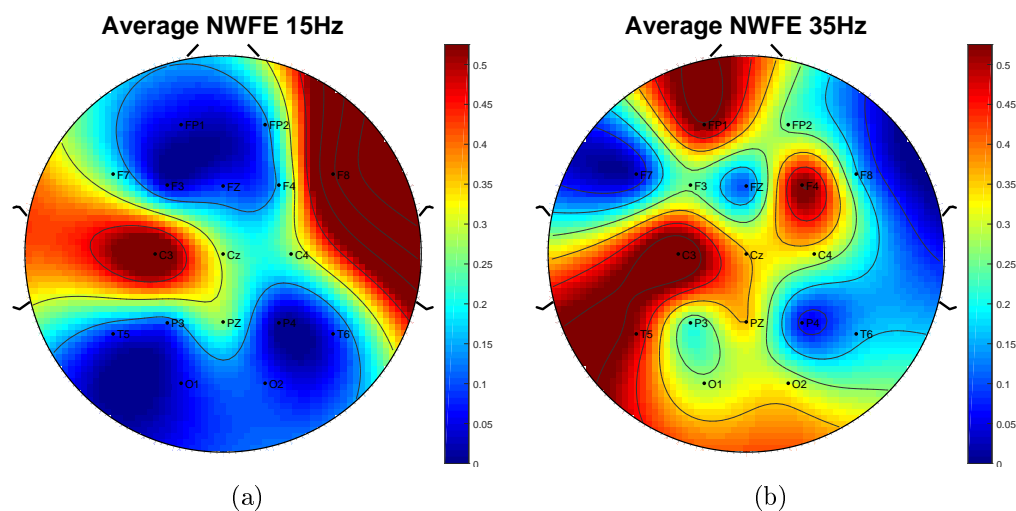 Average NWFE 15Hz
FP1 FP2
F7 F3 FZ F4 F8
C3 Cz C4
T5 P3 PZ P4 T6
O1 O2
0.5
0.45
0.4
0.35
0.3
0.25
0.2
0.15
0.1
0.05
0
(a)
Average NWFE 35Hz
FP1 FP2
F7 F3 FZ F4 F8
C3 Cz C4
T5 P3 PZ P4 T6
O1 O2
0.5
0.45
0.4
0.35
0.3
0.25
0.2
0.15
0.1
0.05
0
(b)